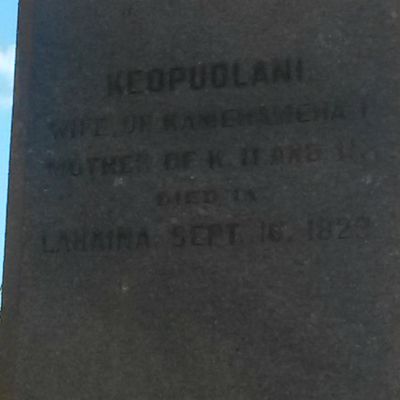 KEOPUOLANI.
WIFE OF KAMEHAMEHA I
MOTHER OF K. II AND III.
DIED IN
LAHAINA, SEPT. 16, 1823